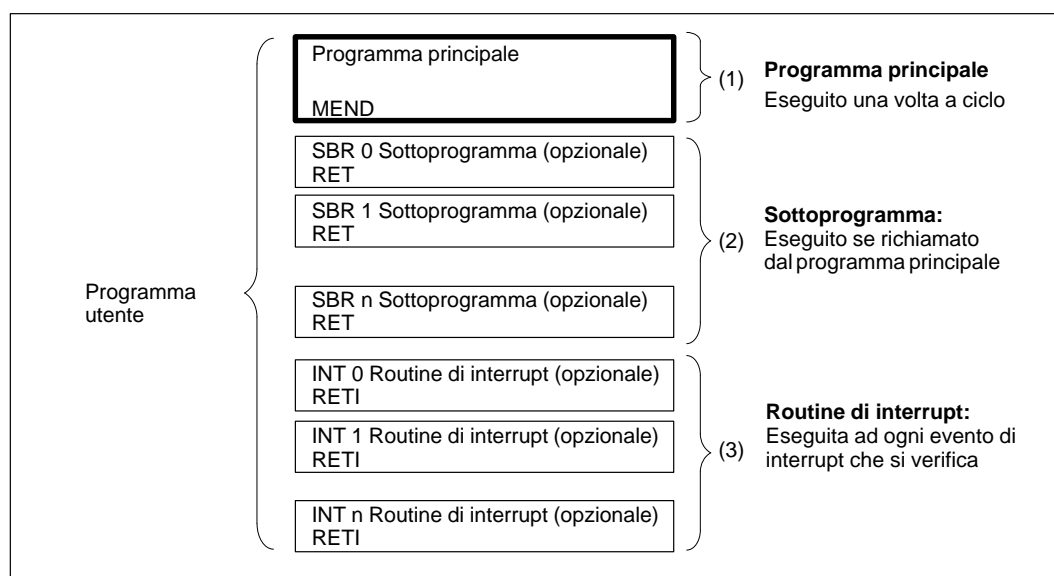 Programma principale
MEND
(1)
Programma principale
Eseguito una volta a ciclo
SBR 0 Sottoprogramma (opzionale)
RET
SBR 1 Sottoprogramma (opzionale)
RET
SBR n Sottoprogramma (opzionale)
RET
(2)
Sottoprogramma:
Eseguito se richiamato
dal programma principale
Programma
utente
INT 0 Routine di interrupt (opzionale)
RETI
INT 1 Routine di interrupt (opzionale)
RETI
INT n Routine di interrupt (opzionale)
RETI
(3)
Routine di interrupt:
Eseguita ad ogni evento di
interrupt che si verifica